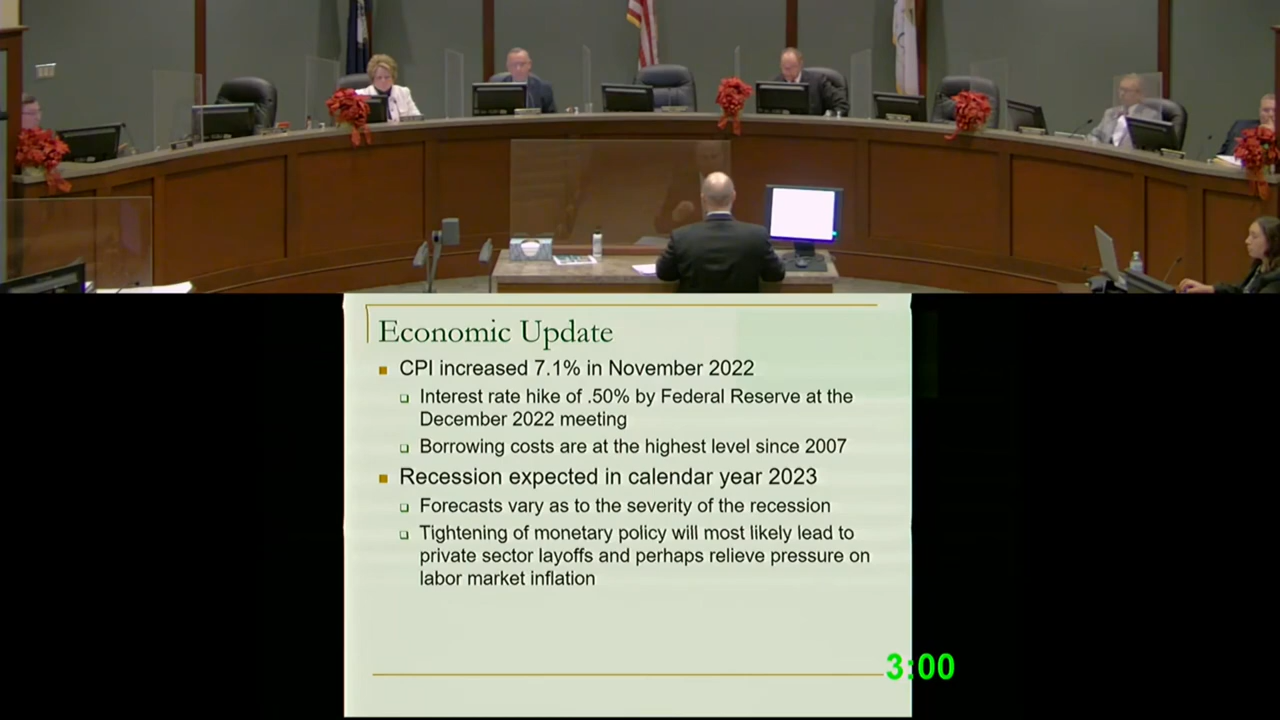 Economic Update
CPI increased 7.1% in November 2022
Interest rate hike of .50% by Federal Reserve at the
December 2022 meeting
Borrowing costs are at the highest level since 2007
Recession expected in calendar year 2023
Forecasts vary as to the severity of the recession
Tightening of monetary policy will most likely lead to
private sector layoffs and perhaps relieve pressure on
labor market inflation
3:00